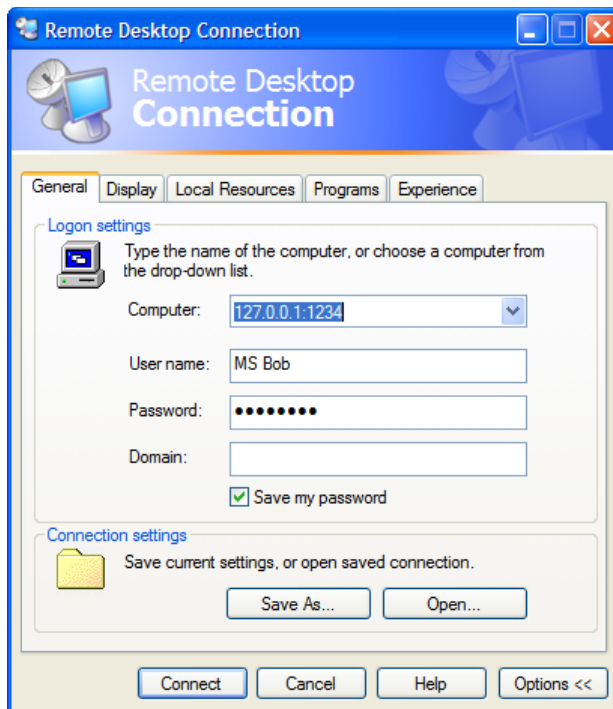 Remote Desktop Connection
Remote Desktop
Connection
General Display Local Resources Programs Experience
Logon settings
Type the name of the computer, or choose a computer from
the drop-down list.
Computer: 127.0.0.1:1234
User name: MS Bob
Password: ••••••••
Domain:
Save my password
Connection settings
Save current settings, or open saved connection.
Save As... Open...
Connect Cancel Help Options <<